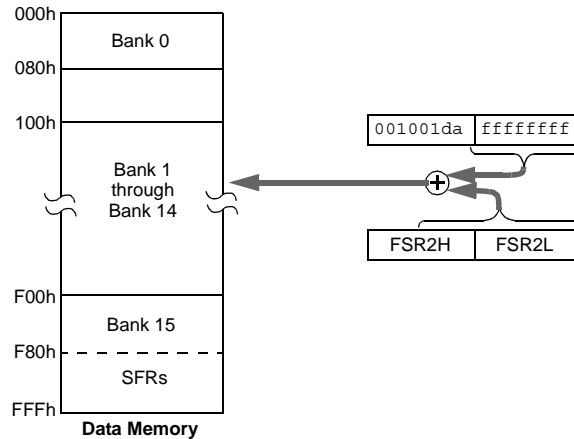 000h
Bank 0
080h
100h
001001da ffffffff
Bank 1
through
Bank 14
FSR2H FSR2L
F00h
Bank 15
F80h
SFRs
FFFh
Data Memory